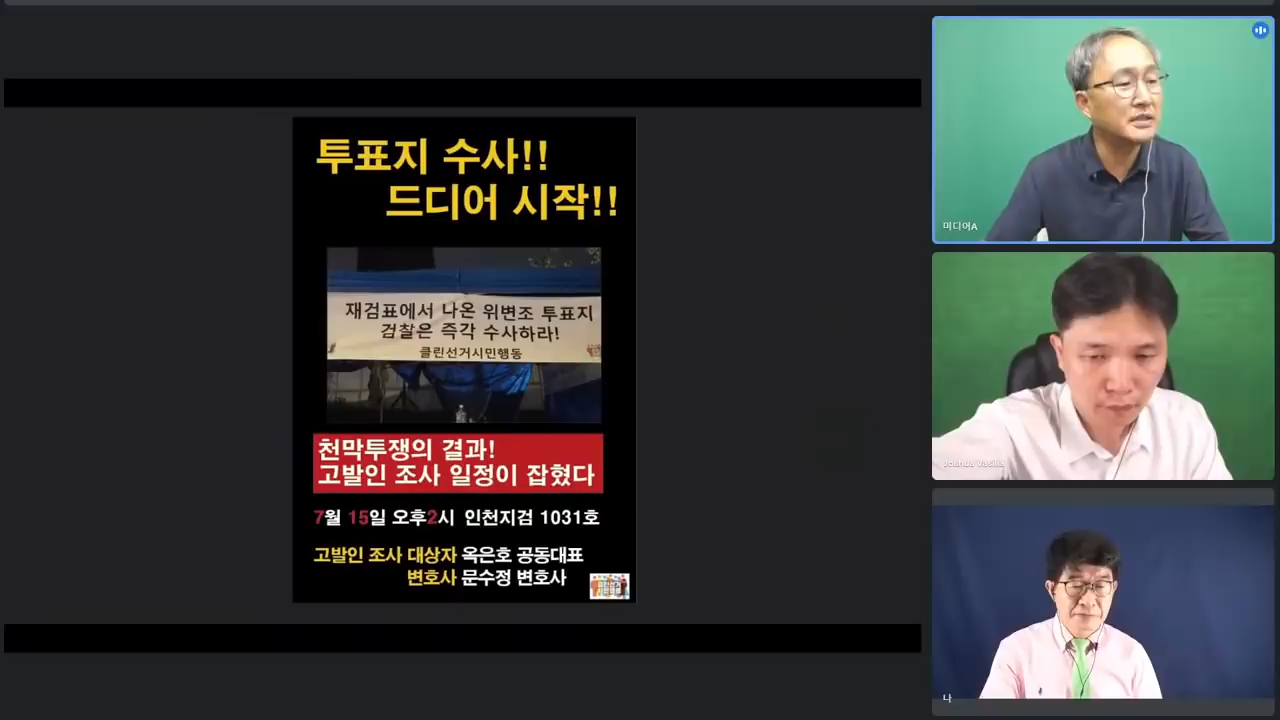 투표지 수사!!
드디어 시작!!
재검표에서 나온 위변조 투표지
검찰은 즉각 수사하라!
클린선거시민행동
천막투쟁의 결과!
고발인 조사 일정이 잡혔다
7월 15일 오후2시 인천지검 1031호
고발인 조사 대상자 옥은호 공동대표
변호사 문수정 변호사
미디어A
Joshua Vasilia
나